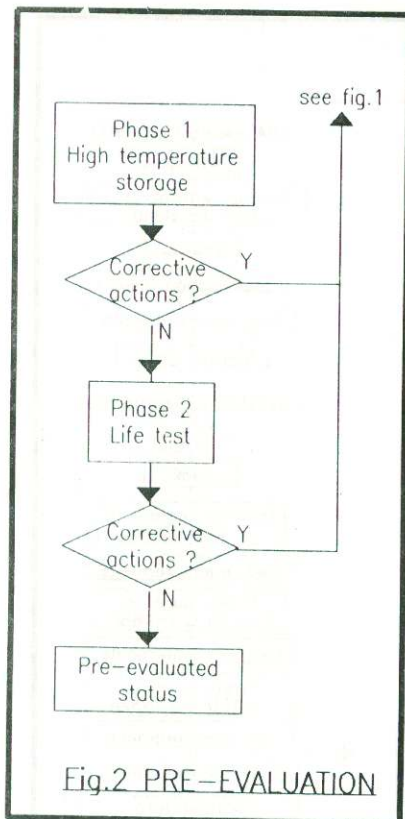 see fig.1
Phase 1
High temperature
storage
Corrective
actions ?
Y
N
Phase 2
Life test
Corrective
actions ?
Y
N
Pre-evaluated
status
Fig.2 PRE-EVALUATION